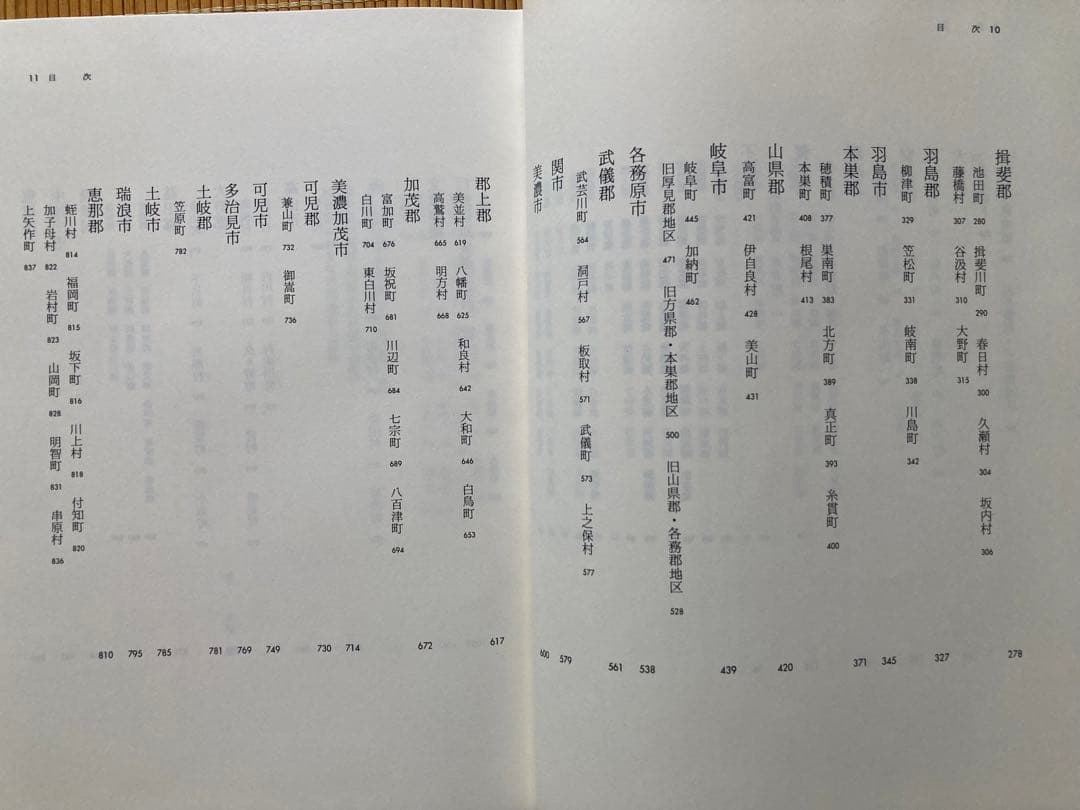 目 次 10
揖斐郡 278
池田町 280 揖斐川町 290 春日村 300 久瀬村 304 坂内村 306
藤橋村 307 谷汲村 310 大野町 315
羽島郡 327
柳津町 329 笠松町 331 岐南町 338 川島町 342
羽島市 345
本巣郡 371
穂積町 377 巣南町 383 北方町 389 真正町 393 糸貫町 400
本巣町 408 根尾村 413
山県郡 420
高富町 421 伊自良村 428 美山町 431
岐阜市 439
岐阜町 445 加納町 462
旧厚見郡地区 471 旧方県郡・本巣郡地区 500 旧山県郡・各務郡地区 528
各務原市 538
武儀郡 561
武芸川町 564 洞戸村 567 板取村 571 武儀町 573 上之保村 577
関市 579
美濃市 600
11 目 次
郡上郡 617
美並村 619 八幡町 625 和良村 642 大和町 646 白鳥町 653
高鷲村 665 明方村 668
加茂郡 672
富加町 676 坂祝町 681 川辺町 684 七宗町 689 八百津町 694
白川町 704 東白川村 710
美濃加茂市 714
可児郡 730
兼山町 732 御嵩町 736
可児市 749
多治見市 769
土岐郡 781
笠原町 782
土岐市 785
瑞浪市 795
恵那郡 810
蛭川村 814 福岡町 815 坂下町 816 川上村 818 付知町 820
加子母村 822 岩村町 823 山岡町 828 明智町 831 串原村 836
上矢作町 837